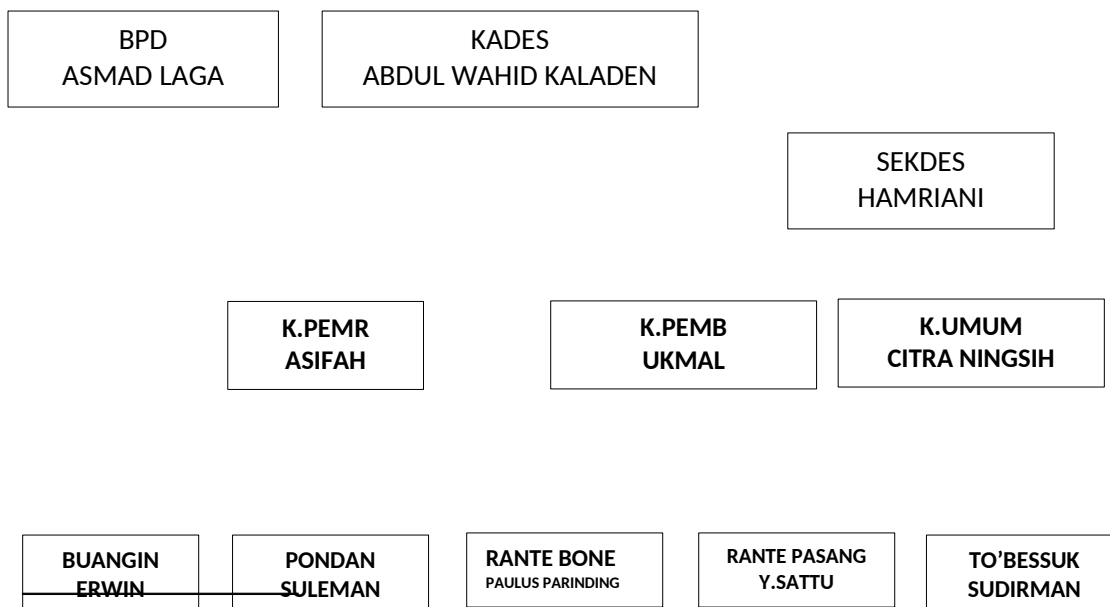 BPD
ASMAD LAGA
KADES
ABDUL WAHID KALADEN
SEKDES
HAMRIANI
K.PEMR
ASIFAH
K.PEMB
UKMAL
K.UMUM
CITRA NINGSIH
BUANGIN
ERWIN
PONDAN
SULEMAN
RANTE BONE
PAULUS PARINDING
RANTE PASANG
Y.SATTU
TO’BESSUK
SUDIRMAN